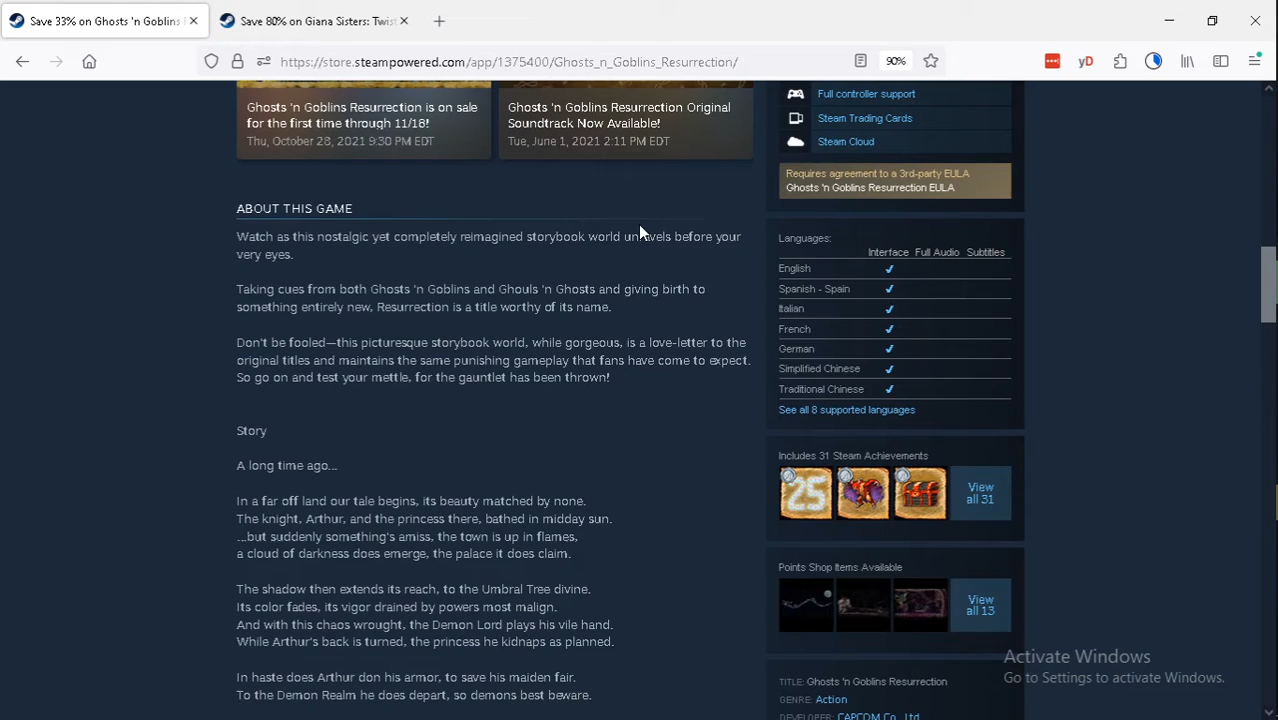 Save 33% on Ghosts 'n Goblins
Save 80% on Giana Sisters: Twist
https://store.steampowered.com/app/1375400/Ghosts_n_Goblins_Resurrection/
90%
yD
Ghosts 'n Goblins Resurrection is on sale
for the first time through 11/18!
Thu, October 28, 2021 9:30 PM EDT
Ghosts 'n Goblins Resurrection Original
Soundtrack Now Available!
Tue, June 1, 2021 2:11 PM EDT
ABOUT THIS GAME
Watch as this nostalgic yet completely reimagined storybook world unravels before your
very eyes.
Taking cues from both Ghosts 'n Goblins and Ghouls 'n Ghosts and giving birth to
something entirely new, Resurrection is a title worthy of its name.
Don't be fooled—this picturesque storybook world, while gorgeous, is a love-letter to the
original titles and maintains the same punishing gameplay that fans have come to expect.
So go on and test your mettle, for the gauntlet has been thrown!
Story
A long time ago...
In a far off land our tale begins, its beauty matched by none.
The knight, Arthur, and the princess there, bathed in midday sun.
...but suddenly something's amiss, the town is up in flames,
a cloud of darkness does emerge, the palace it does claim.
The shadow then extends its reach, to the Umbral Tree divine.
Its color fades, its vigor drained by powers most malign.
And with this chaos wrought, the Demon Lord plays his vile hand.
While Arthur's back is turned, the princess he kidnaps as planned.
In haste does Arthur don his armor, to save his maiden fair.
To the Demon Realm he does depart, so demons best beware.
Full controller support
Steam Trading Cards
Steam Cloud
Requires agreement to a 3rd-party EULA
Ghosts 'n Goblins Resurrection EULA
Languages:
Interface Full Audio Subtitles
English
Spanish - Spain
Italian
French
German
Simplified Chinese
Traditional Chinese
See all 8 supported languages
Includes 31 Steam Achievements
25
View
all 31
Points Shop Items Available
View
all 13
TITLE: Ghosts 'n Goblins Resurrection
GENRE: Action
DEVELOPER: CAPCOM Co., Ltd.
Activate Windows
Go to Settings to activate Windows.